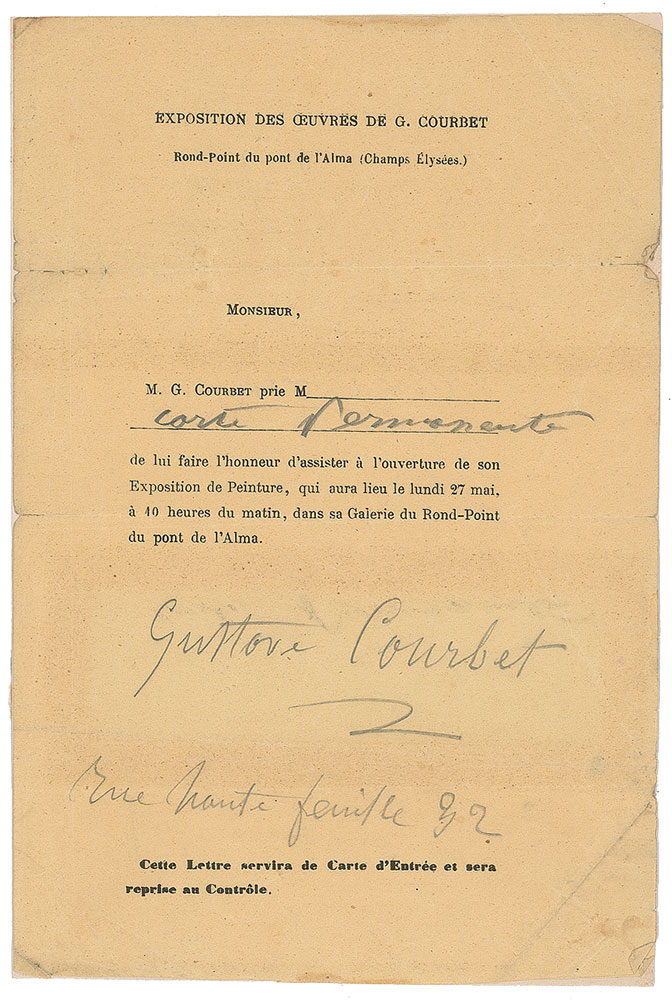 EXPOSITION DES ŒUVRES DE G. COURBET
Rond-Point du pont de l'Alma (Champs Élysées.)
Monsieur,
M. G. Courbet prie M
carte Permanente
de lui faire l'honneur d'assister à l'ouverture de son
Exposition de Peinture, qui aura lieu le lundi 27 mai,
à 10 heures du matin, dans sa Galerie du Rond-Point
du pont de l'Alma.
Gustave Courbet
Rue haute feuille 32
Cette Lettre servira de Carte d'Entrée et sera
reprise au Contrôle.